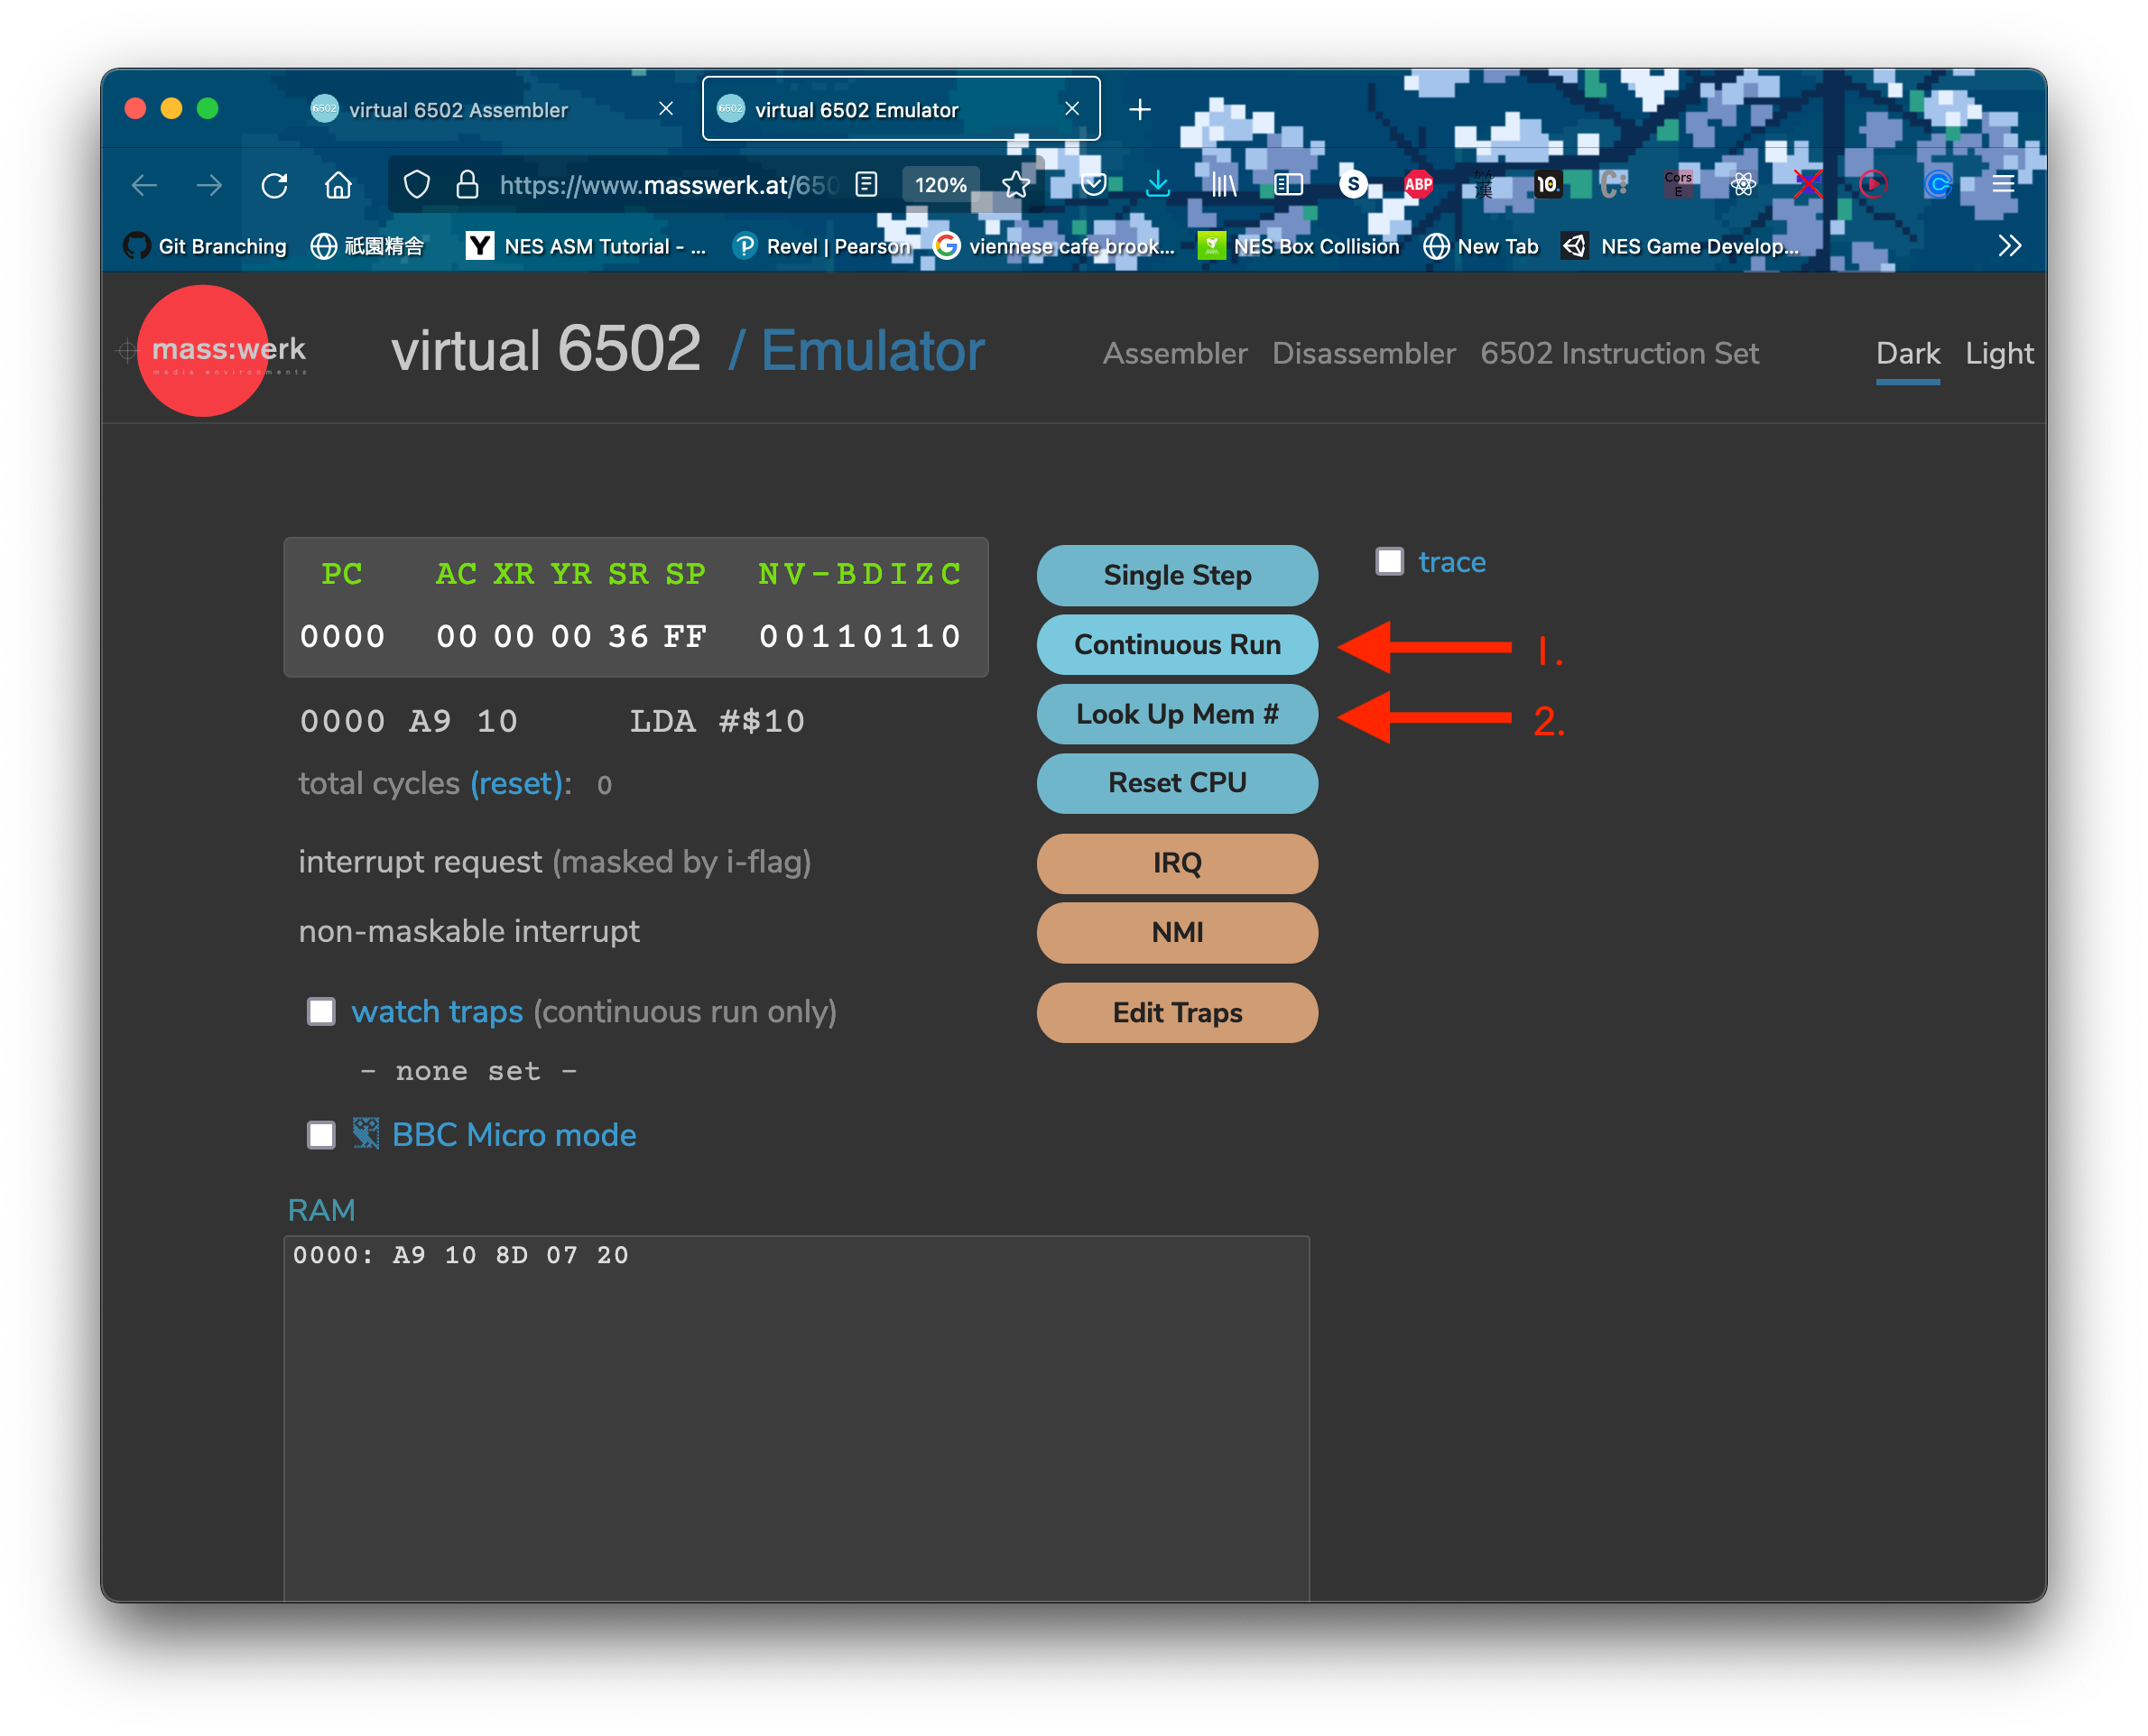 virtual 6502 Assembler
virtual 6502 Emulator
https://www.masswerk.at/650
120%
Git Branching
祇園精舎
NES ASM Tutorial - ...
Revel | Pearson
viennese cafe brook...
NES Box Collision
New Tab
NES Game Develop...
mass:werk
media environments
virtual 6502 / Emulator
Assembler
Disassembler
6502 Instruction Set
Dark
Light
PC AC XR YR SR SP NV-BDIZC
0000 00 00 00 36 FF 00110110
0000 A9 10 LDA #$10
total cycles (reset): 0
interrupt request (masked by i-flag)
non-maskable interrupt
watch traps (continuous run only)
- none set -
BBC Micro mode
Single Step
Continuous Run
Look Up Mem #
Reset CPU
IRQ
NMI
Edit Traps
trace
1.
2.
RAM
0000: A9 10 8D 07 20